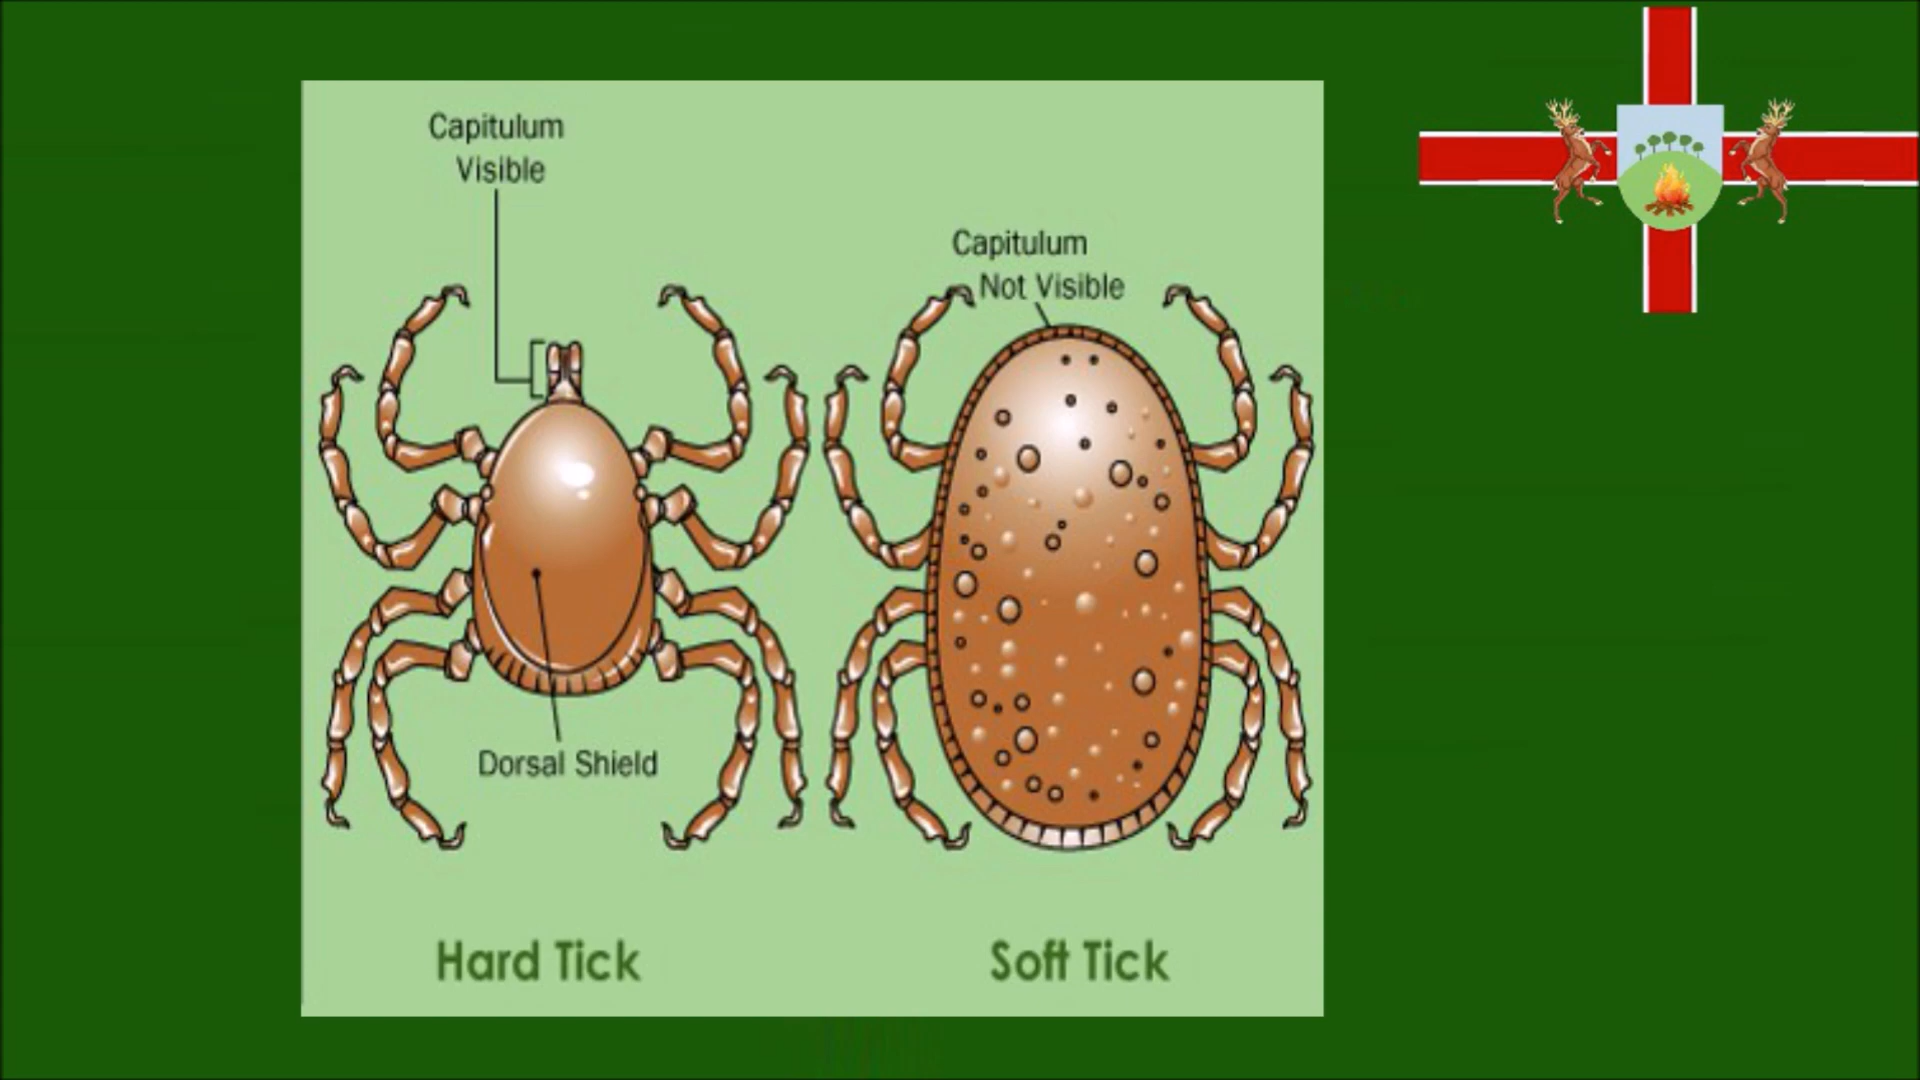 Capitulum
Visible
Capitulum
Not Visible
Dorsal Shield
Hard Tick
Soft Tick